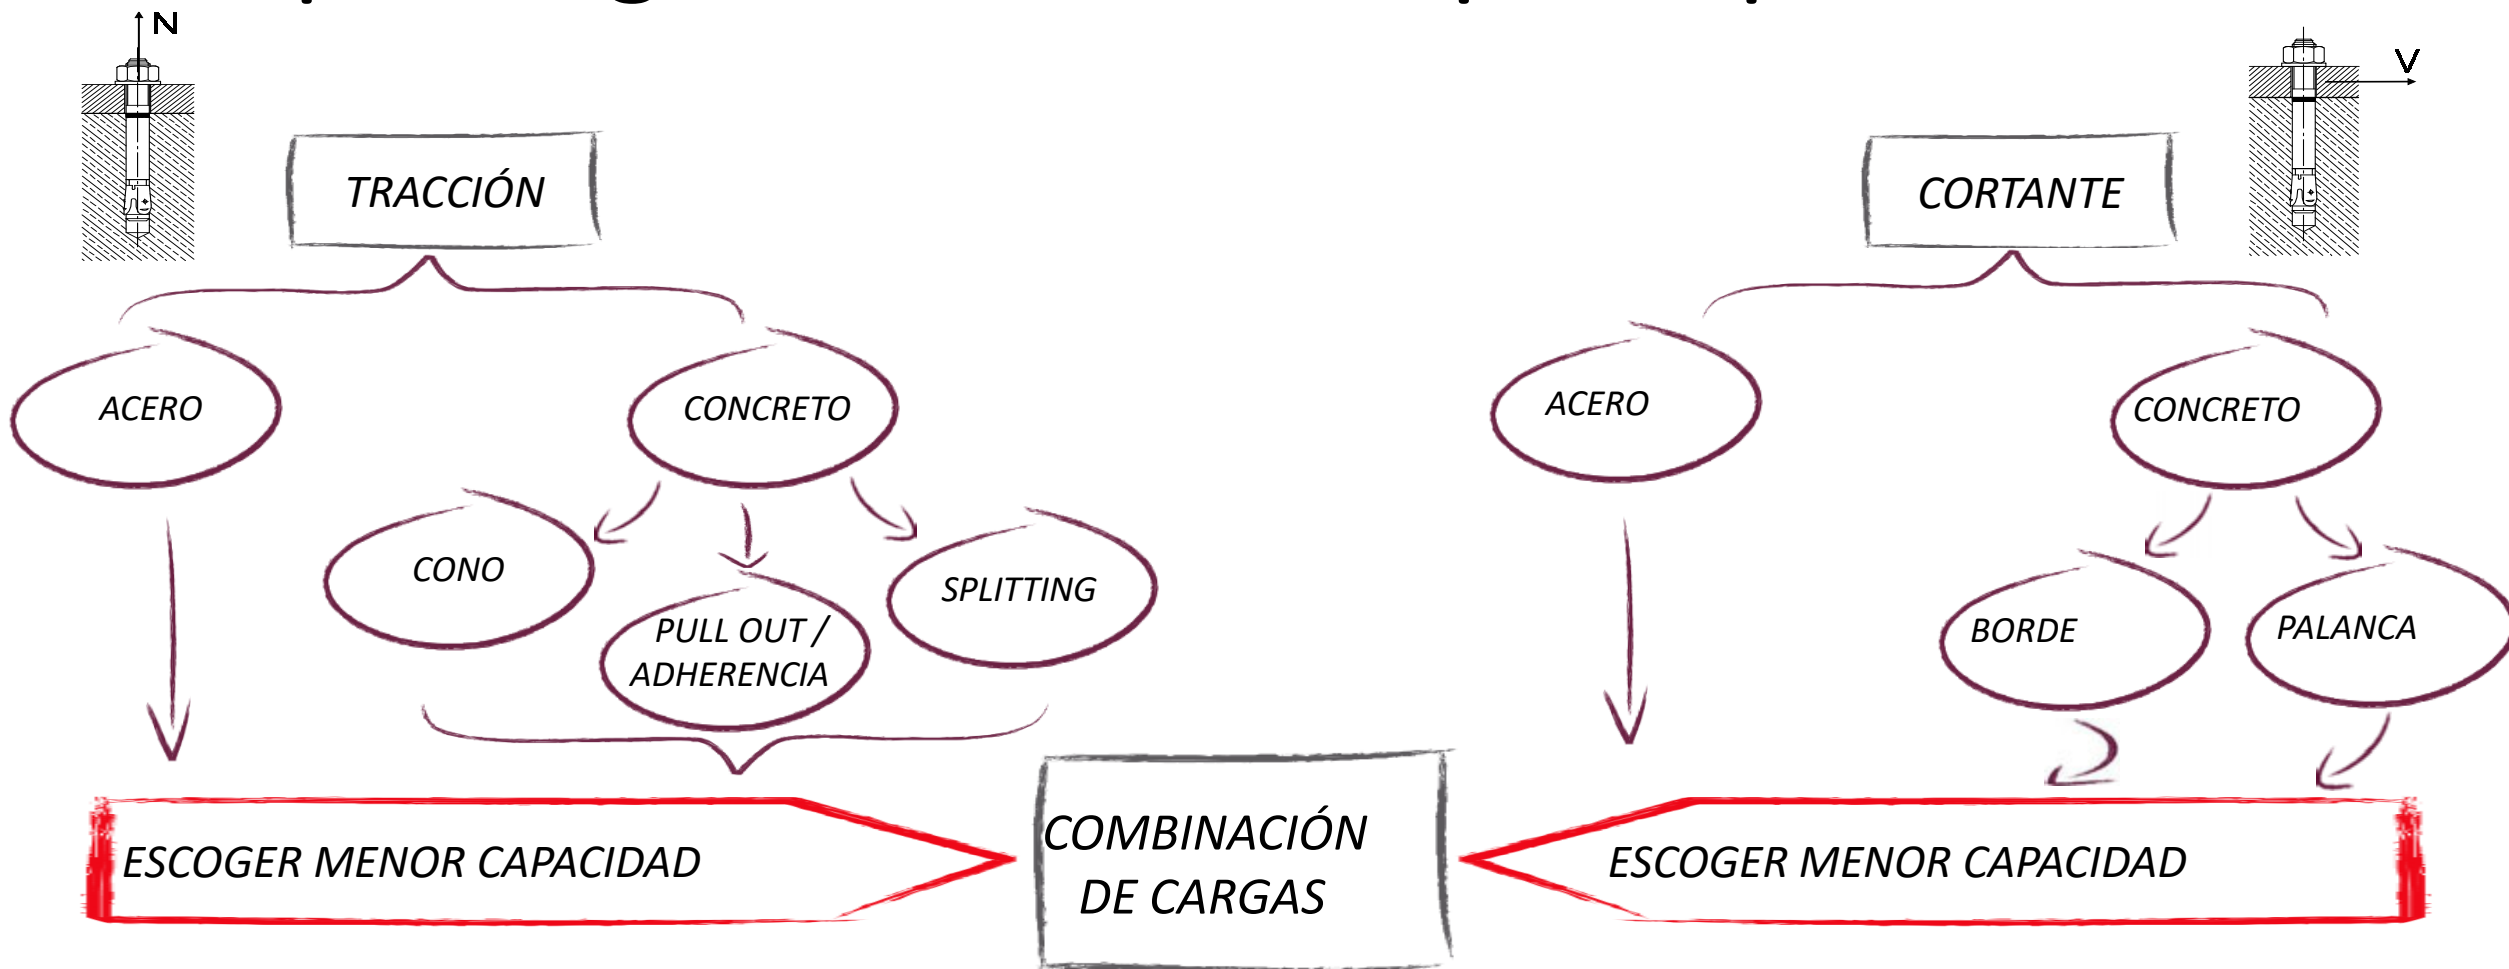 N
V
TRACCIÓN
CORTANTE
ACERO
CONCRETO
ACERO
CONCRETO
CONO
PULL OUT /
ADHERENCIA
SPLITTING
BORDE
PALANCA
ESCOGER MENOR CAPACIDAD
COMBINACIÓN
DE CARGAS
ESCOGER MENOR CAPACIDAD